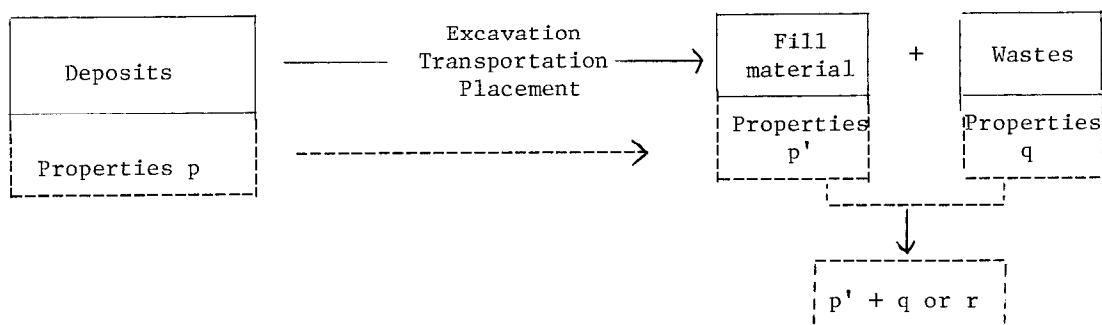 Deposits
Properties p
Excavation
Transportation
Placement
Fill
material
+
Wastes
Properties
p'
Properties
q
p' + q or r